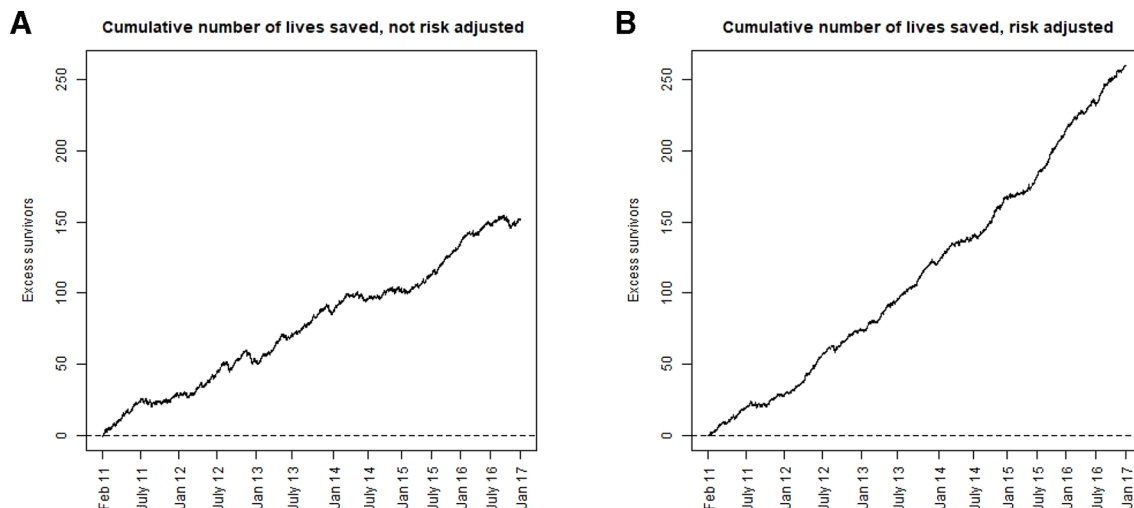 A
Cumulative number of lives saved, not risk adjusted
Excess survivors
250
200
150
100
50
0
Feb 11
July 11
Jan 12
July 12
Jan 13
July 13
Jan 14
July 14
Jan 15
July 15
Jan 16
July 16
Jan 17
B
Cumulative number of lives saved, risk adjusted
Excess survivors
250
200
150
100
50
0
Feb 11
July 11
Jan 12
July 12
Jan 13
July 13
Jan 14
July 14
Jan 15
July 15
Jan 16
July 16
Jan 17